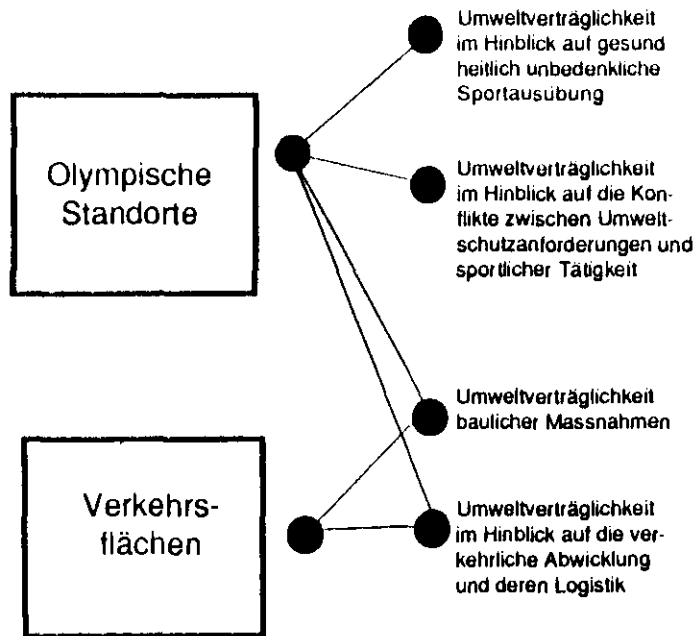 Umweltverträglichkeit
im Hinblick auf gesund
heitlich unbedenkliche
Sportausübung
Olympische
Standorte
Umweltverträglichkeit
im Hinblick auf die Kon-
flikte zwischen Umwelt-
schutzanforderungen und
sportlicher Tätigkeit
Umweltverträglichkeit
baulicher Massnahmen
Verkehrs-
flächen
Umweltverträglichkeit
im Hinblick auf die ver-
kehrliche Abwicklung
und deren Logistik